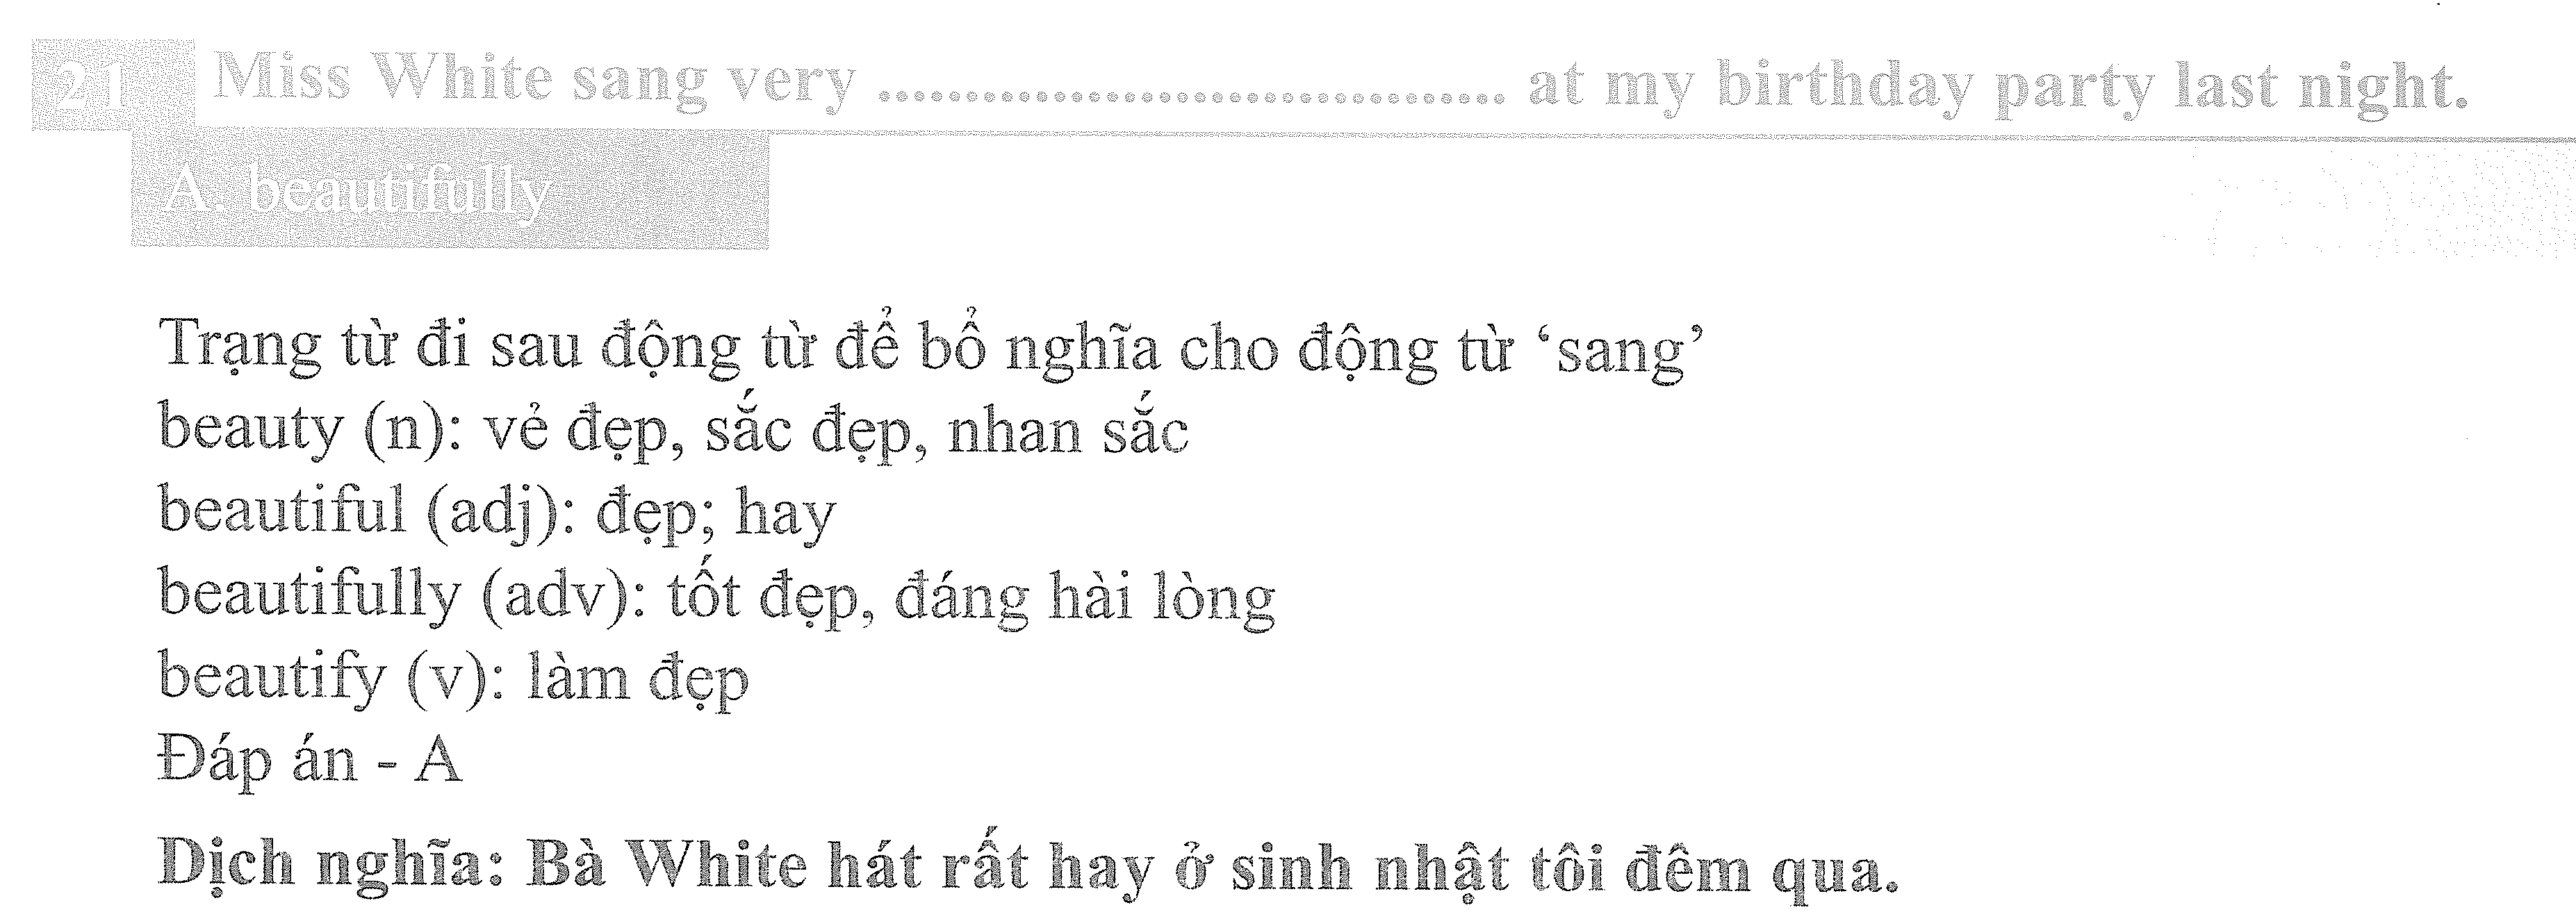 21 Miss White sang very .................................... at my birthday party last night.
A. beautifully
Trạng từ đi sau động từ để bổ nghĩa cho động từ ‘sang’
beauty (n): vẻ đẹp, sắc đẹp, nhan sắc
beautiful (adj): đẹp; hay
beautifully (adv): tốt đẹp, đáng hài lòng
beautify (v): làm đẹp
Đáp án - A
Dịch nghĩa: Bà White hát rất hay ở sinh nhật tôi đêm qua.